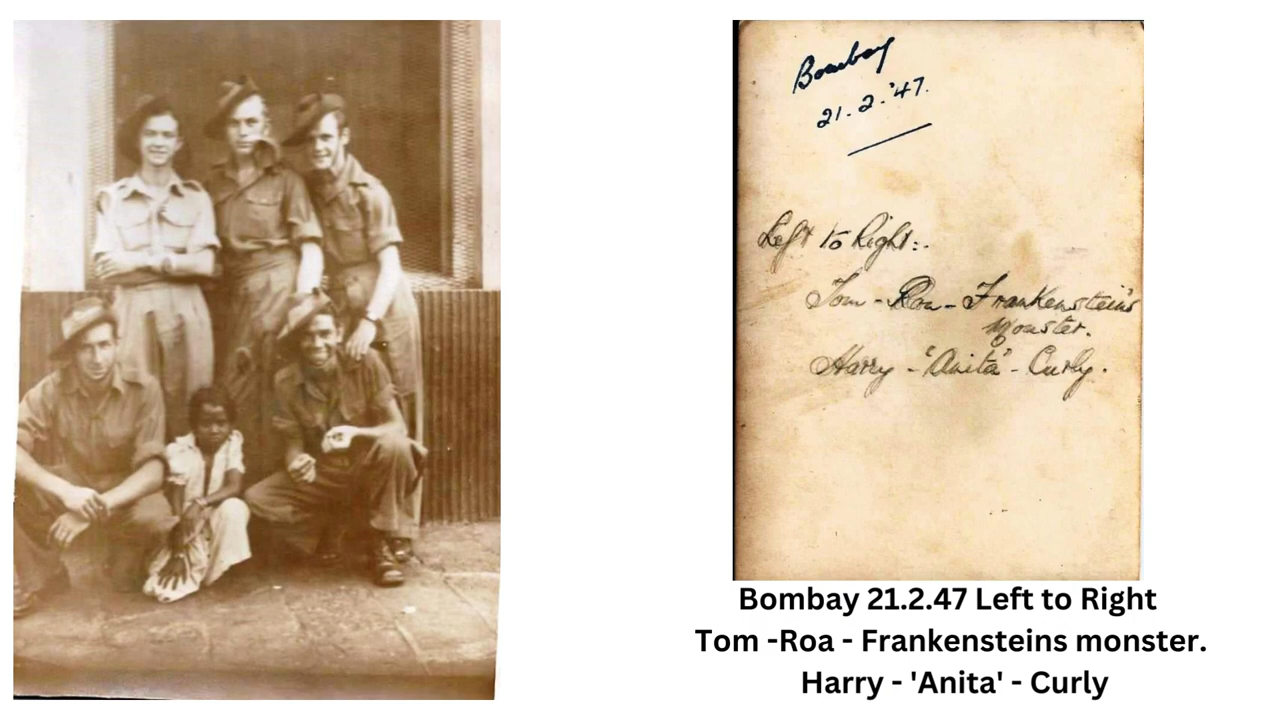 Bombay
21.2.'47.
Left to Right:-
Tom - Roa - Frankensteins
Monster.
Harry - 'Anita' - Curly.
Bombay 21.2.47 Left to Right
Tom -Roa - Frankensteins monster.
Harry - 'Anita' - Curly